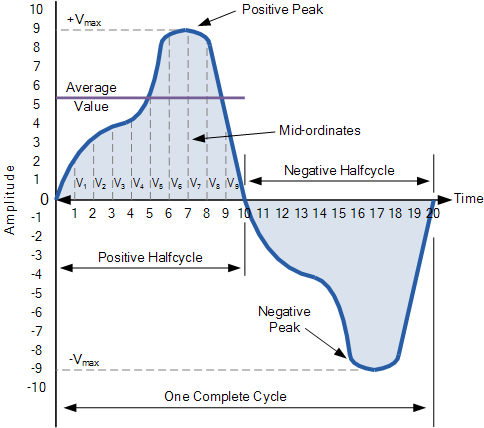 10
+Vmax
Positive Peak
9
8
7
6
Average
5
Value
4
Mid-ordinates
3
2
Negative Halfcycle
1
V1 V2 V3 V4 V5 V6 V7 V8 V9
Amplitude
0
Time
1 2 3 4 5 6 7 8 9 10 11 12 13 14 15 16 17 18 19 20
-1
-2
-3
Positive Halfcycle
-4
-5
-6
Negative
Peak
-7
-8
-9
-Vmax
-10
One Complete Cycle